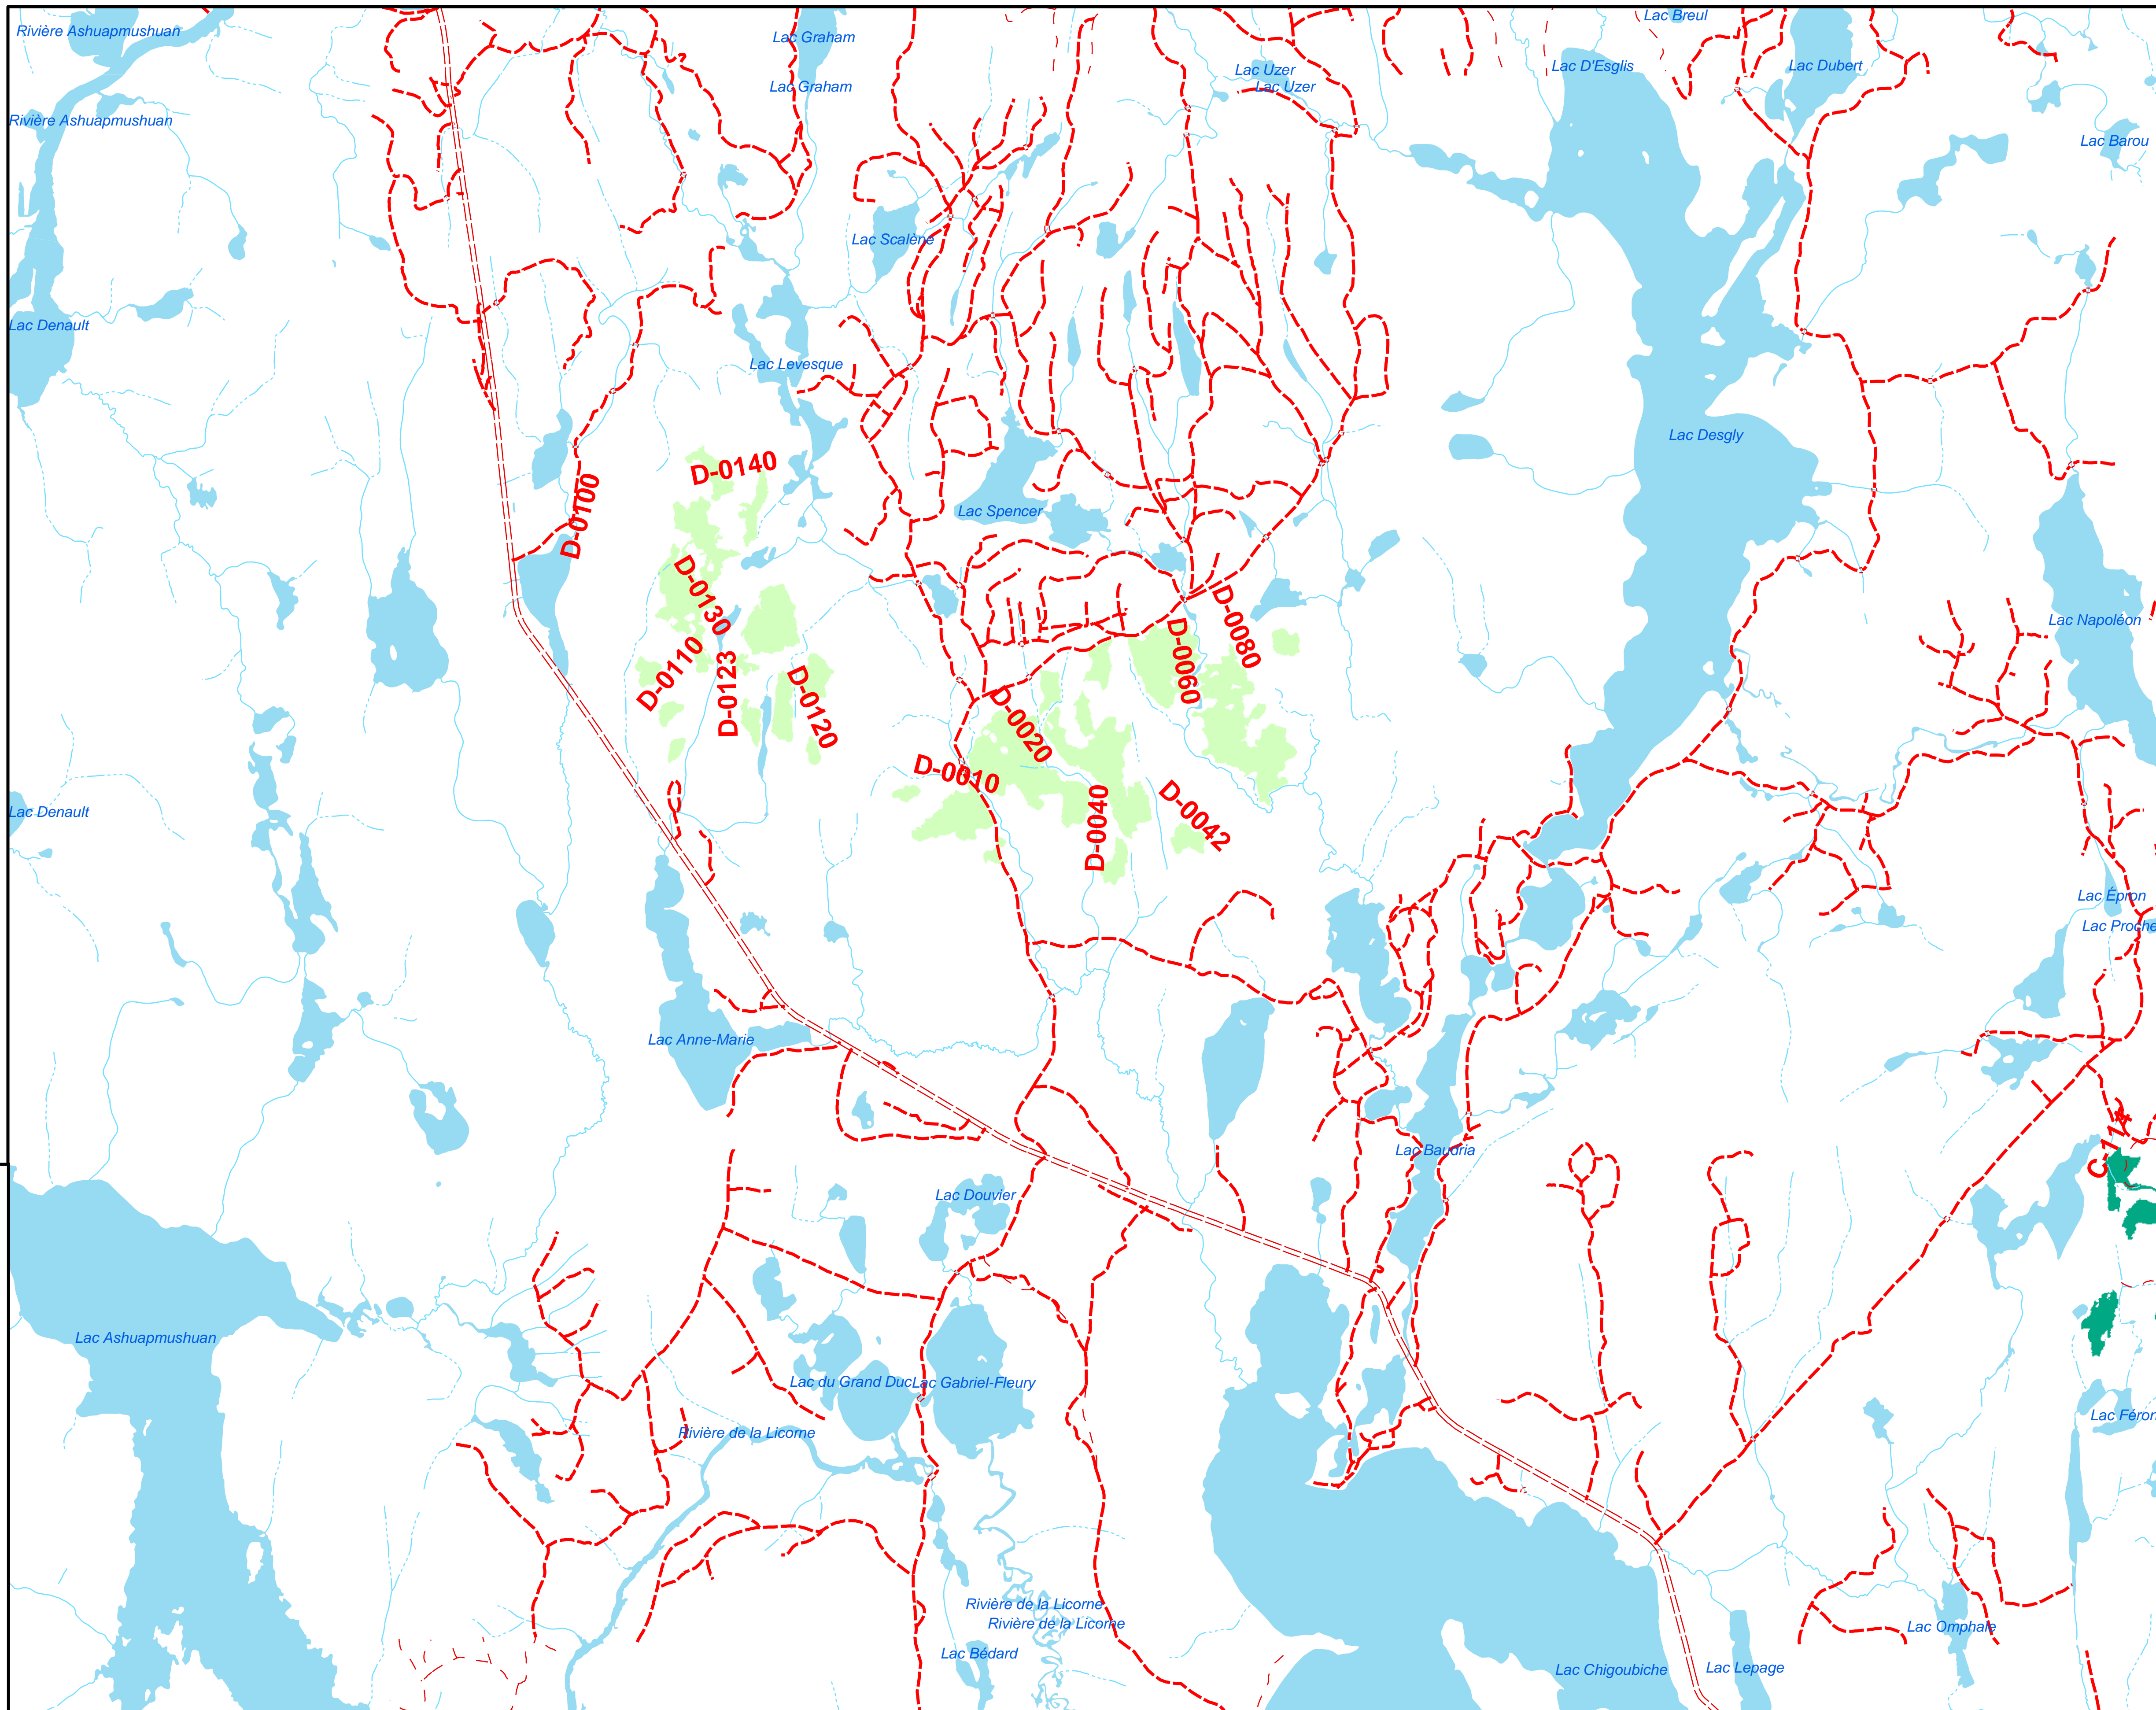 Lac Breul
Rivière Ashuapmushuan
Lac Graham
Lac Uzer
Lac D'Esglis
Lac Dubert
Lac Graham
Lac Uzer
Rivière Ashuapmushuan
Lac Barou
Lac Scalène
Lac Denault
Lac Levesque
Lac Desgly
D-0140
D-0100
Lac Spencer
D-0130
D-0080
Lac Napoléon
D-0110
D-0123
D-0120
D-0060
D-0020
D-0010
Lac Denault
D-0040
D-0042
Lac Épron
Lac Proche
Lac Anne-Marie
Lac Baudria
Lac Douvier
Lac Ashuapmushuan
Lac du Grand Duc
Lac Gabriel-Fleury
Lac Féron
Rivière de la Licorne
Rivière de la Licorne
Rivière de la Licorne
Lac Omphale
Lac Bédard
Lac Chigoubiche
Lac Lepage